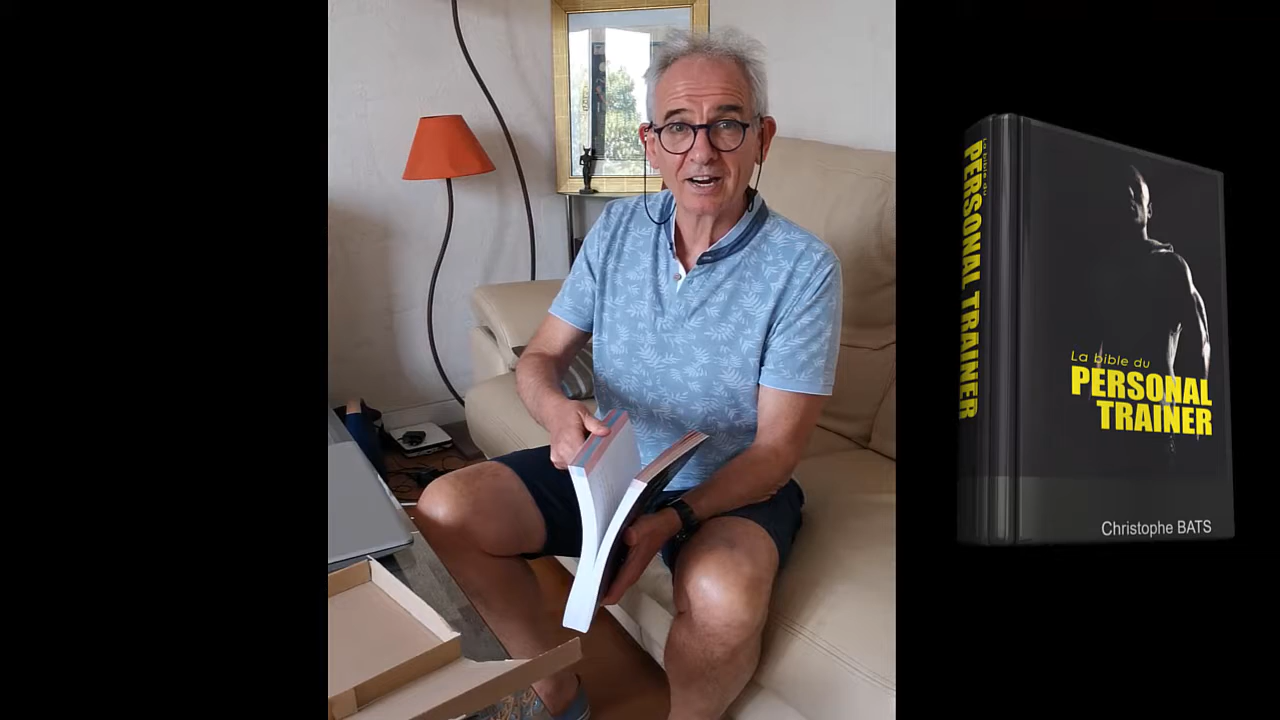 La bible du
PERSONAL TRAINER
La bible du
PERSONAL
TRAINER
Christophe BATS